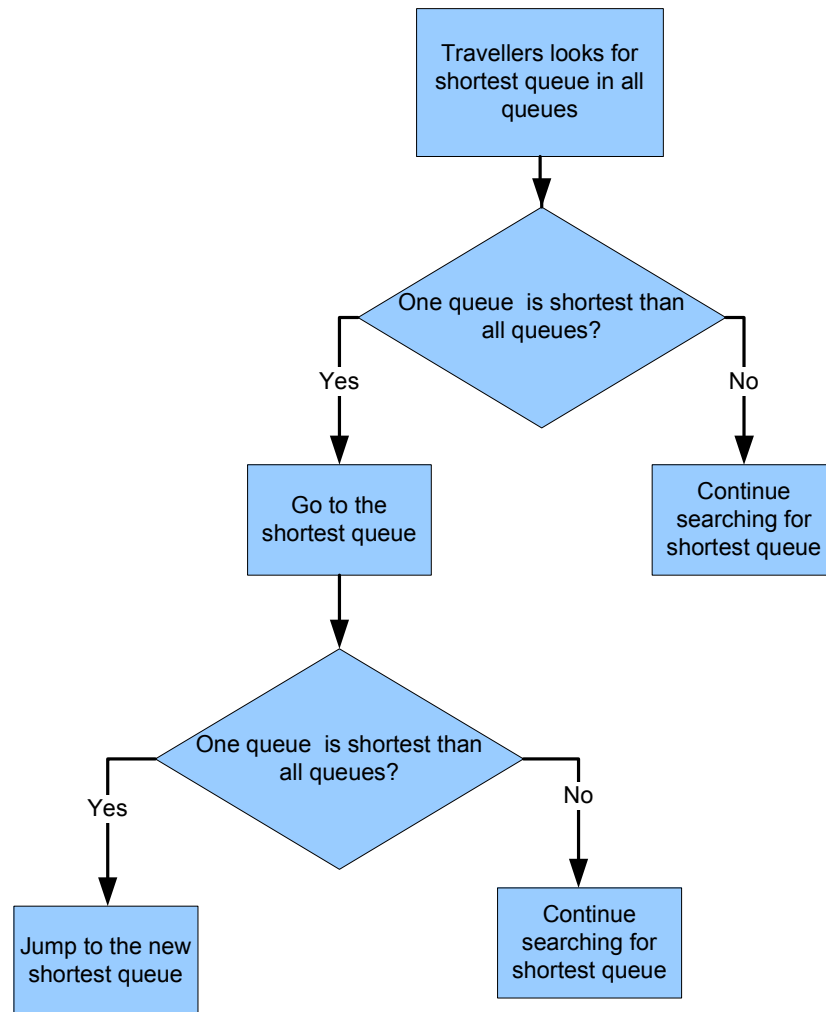 Travellers looks for
shortest queue in all
queues
One queue  is shortest than
all queues?
Yes
No
Go to the
shortest queue
Continue
searching for
shortest queue
One queue  is shortest than
all queues?
Yes
No
Jump to the new
shortest queue
Continue
searching for
shortest queue